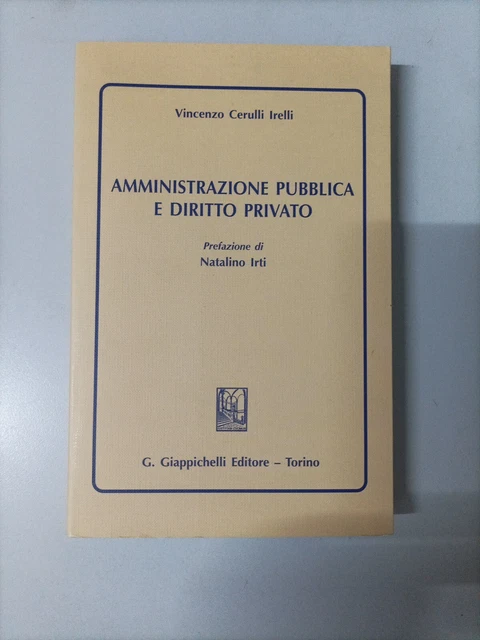 Vincenzo Cerulli Irelli
AMMINISTRAZIONE PUBBLICA
E DIRITTO PRIVATO
Prefazione di
Natalino Irti
G. Giappichelli Editore – Torino